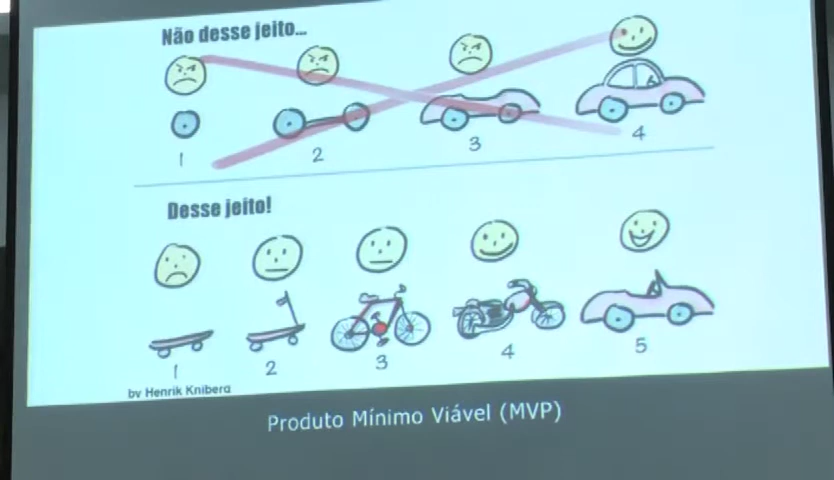 Não desse jeito...
1 2 3 4
Desse jeito!
1 2 3 4 5
by Henrik Kniberg
Produto Mínimo Viável (MVP)